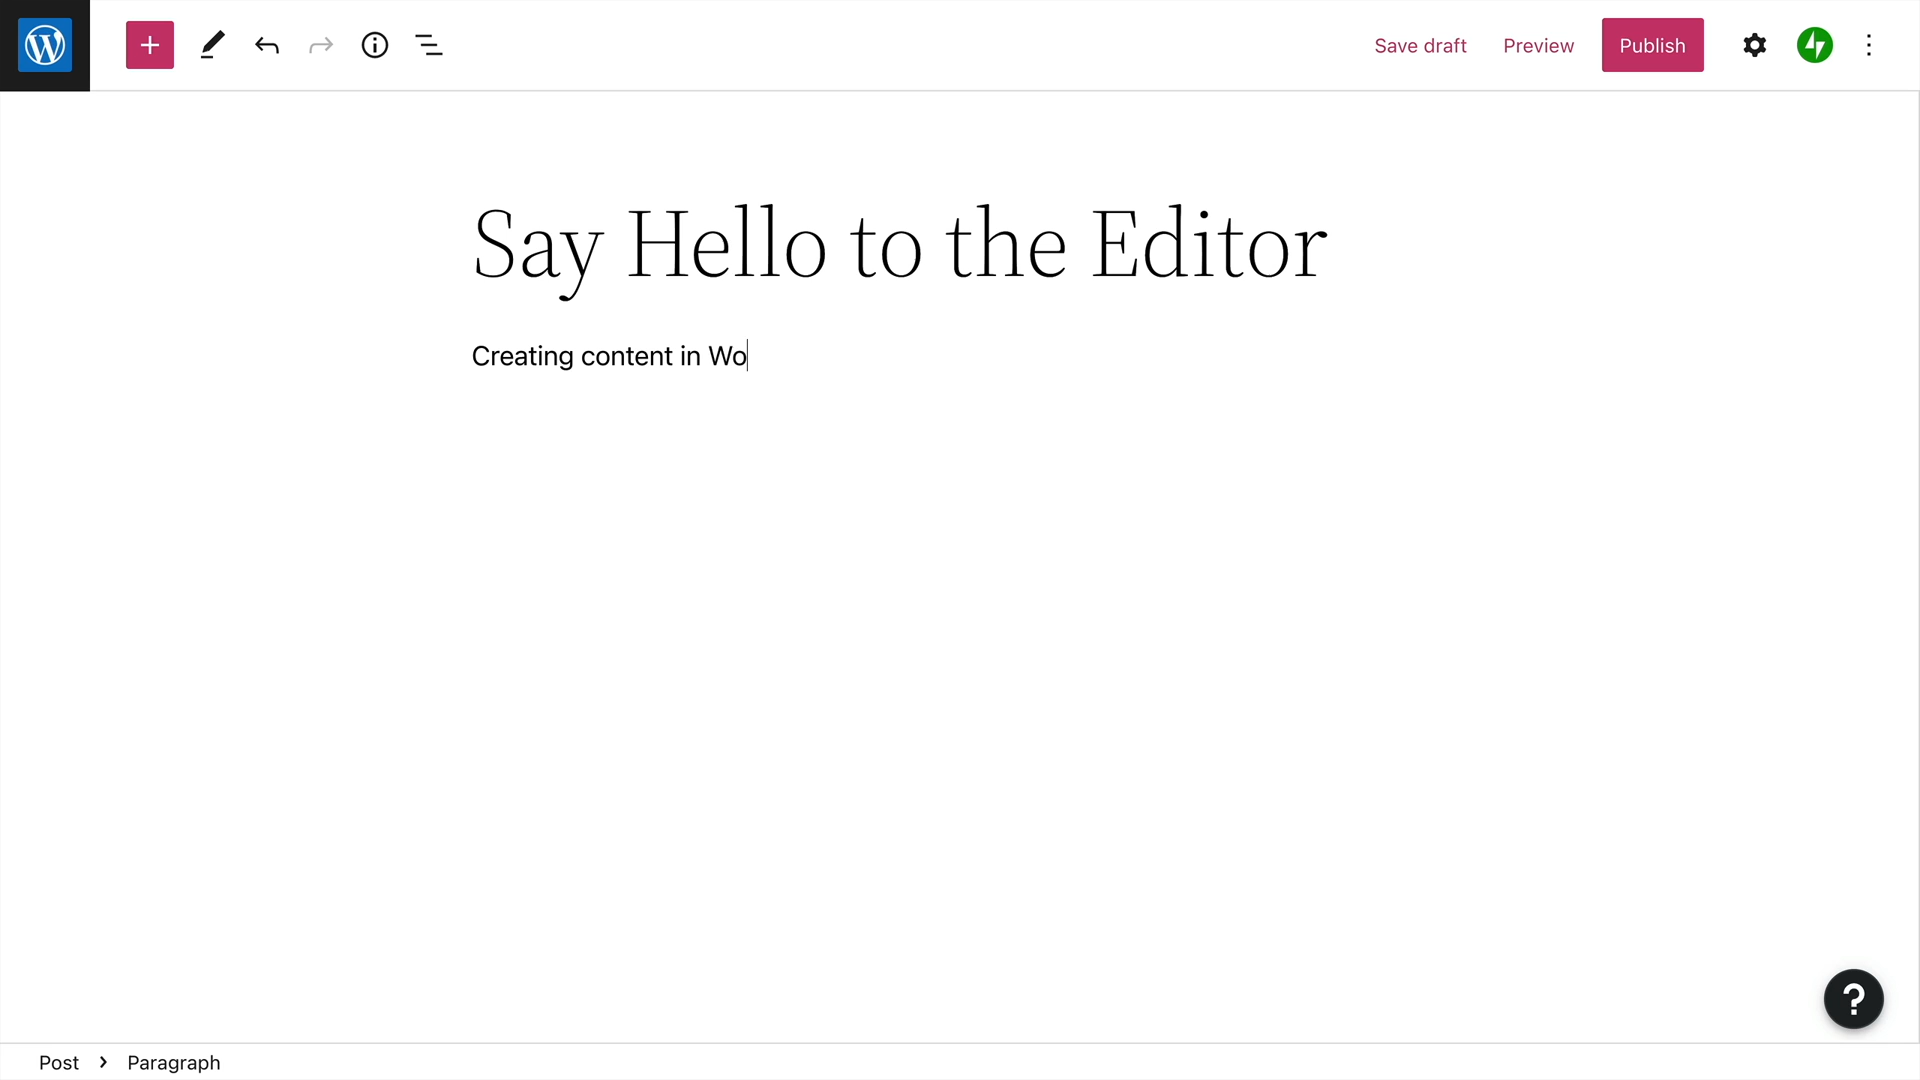 Save draft Preview Publish
Say Hello to the Editor
Creating content in Wo
Post Paragraph